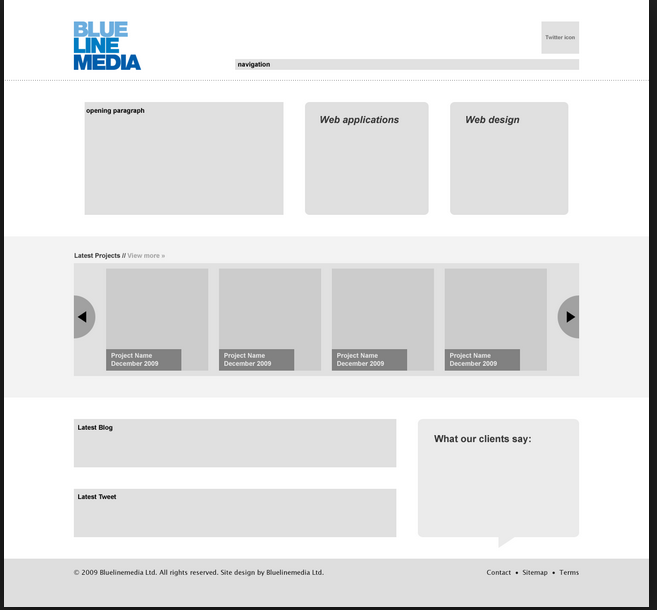 BLUE
LINE
MEDIA
Twitter icon
navigation
opening paragraph
Web applications
Web design
Latest Projects // View more »
Project Name
December 2009
Project Name
December 2009
Project Name
December 2009
Project Name
December 2009
Latest Blog
What our clients say:
Latest Tweet
© 2009 Bluelinemedia Ltd. All rights reserved. Site design by Bluelinemedia Ltd.
Contact • Sitemap • Terms